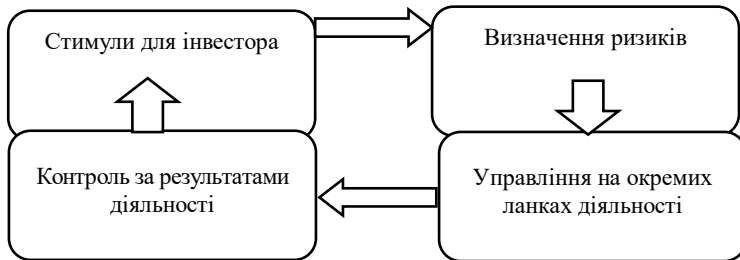 Стимули для інвестора
Визначення ризиків
Контроль за результатами
діяльності
Управління на окремих
ланках діяльності